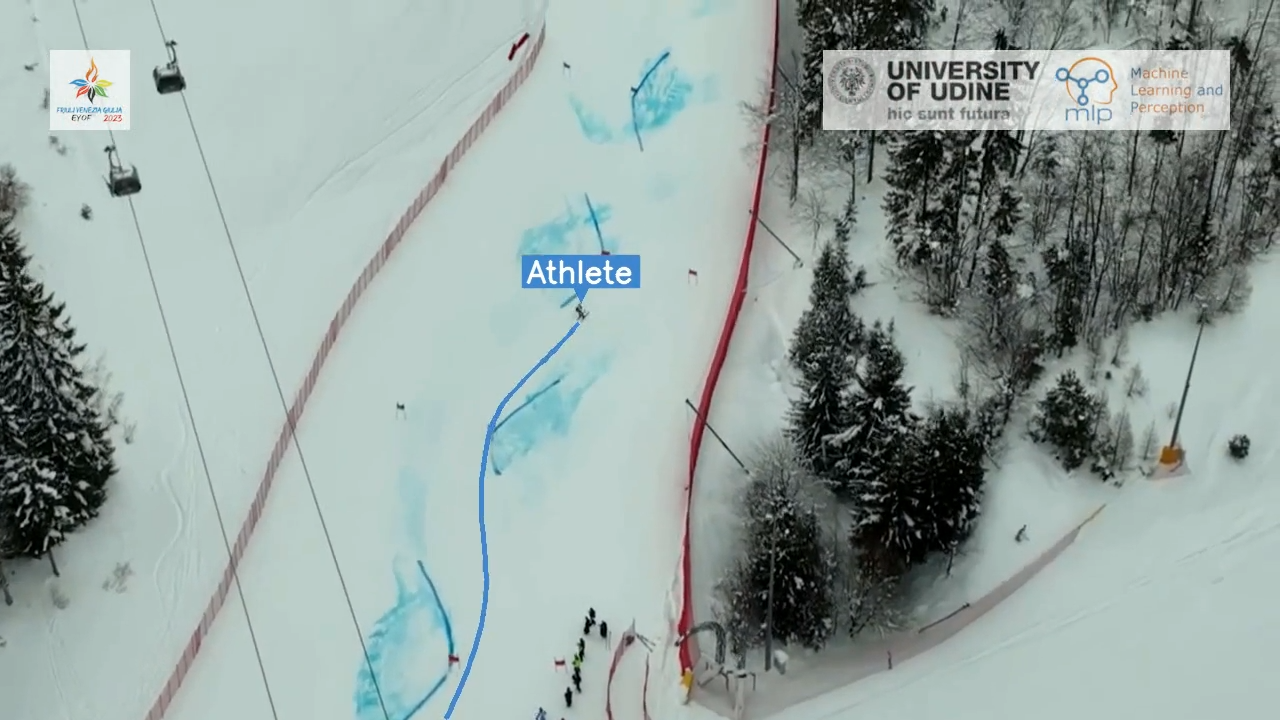 FRIULI VENEZIA GIULIA
EYOF 2023
UNIVERSITY
OF UDINE
hic sunt futura
mlp
Machine
Learning and
Perception
Athlete